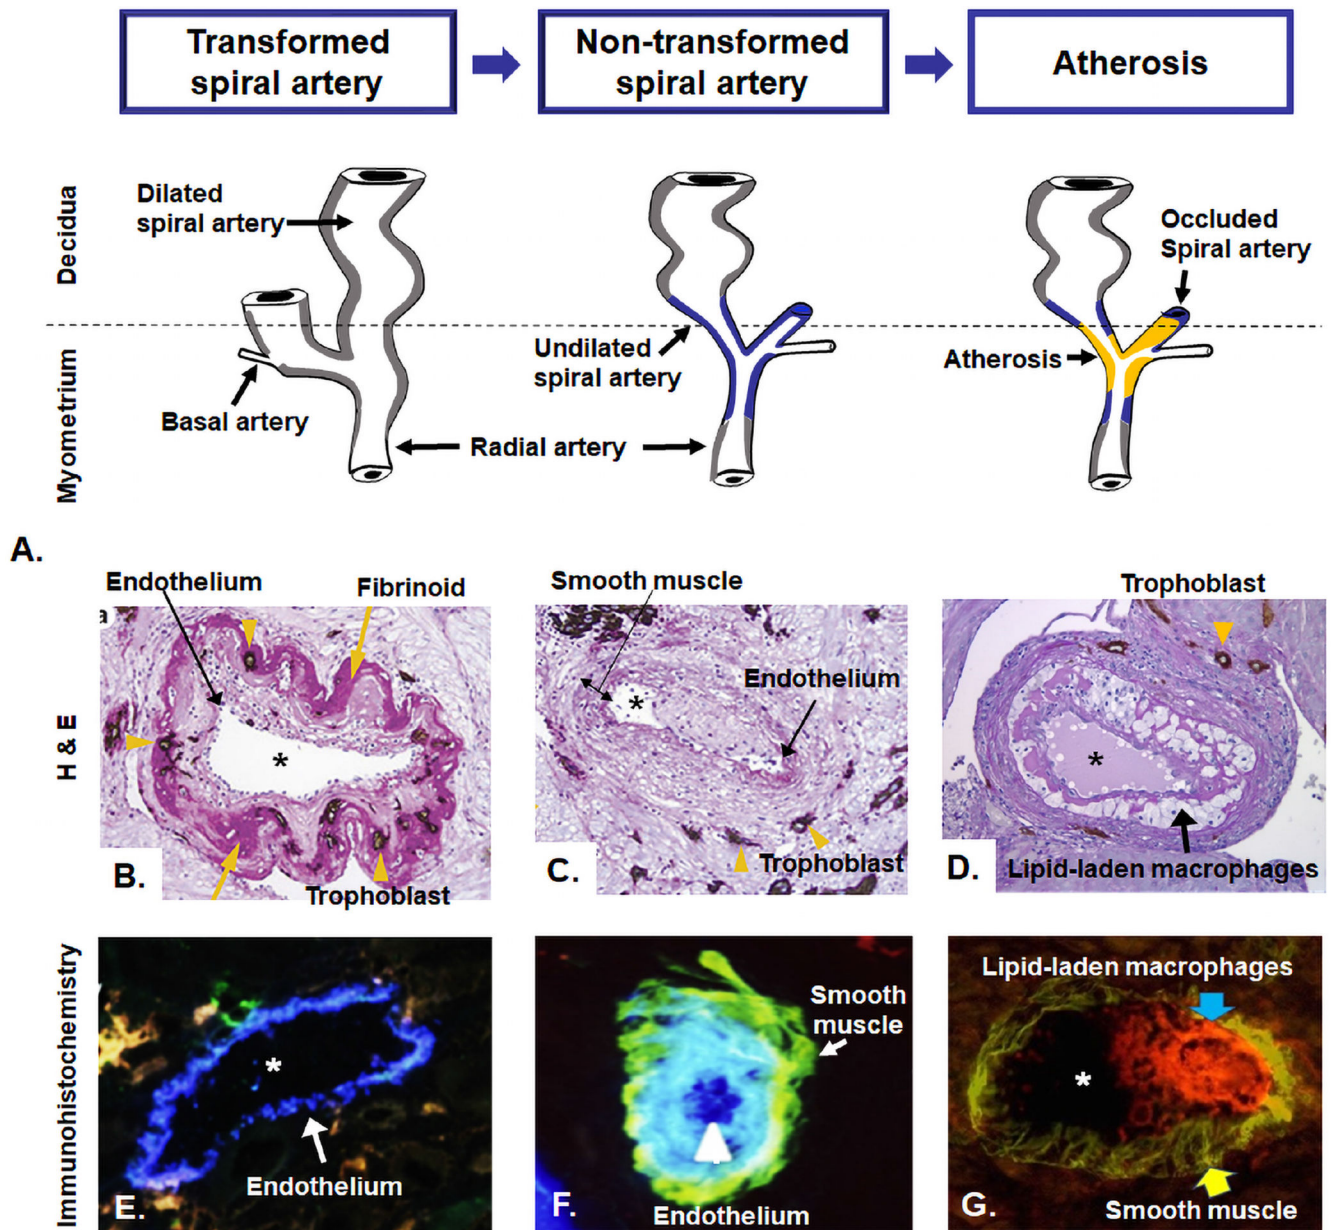 Transformed
spiral artery
Non-transformed
spiral artery
Atherosis
Decidua
Dilated
spiral artery
Occluded
Spiral artery
Undilated
spiral artery
Atherosis
Basal artery
Radial artery
Myometrium
A.
Endothelium
Fibrinoid
Smooth muscle
Trophoblast
a
Endothelium
H & E
*
*
*
B.
Trophoblast
C.
Trophoblast
D.
Lipid-laden macrophages
Immunohistochemistry
Lipid-laden macrophages
Smooth
muscle
*
*
Endothelium
E.
F.
Endothelium
G.
Smooth muscle